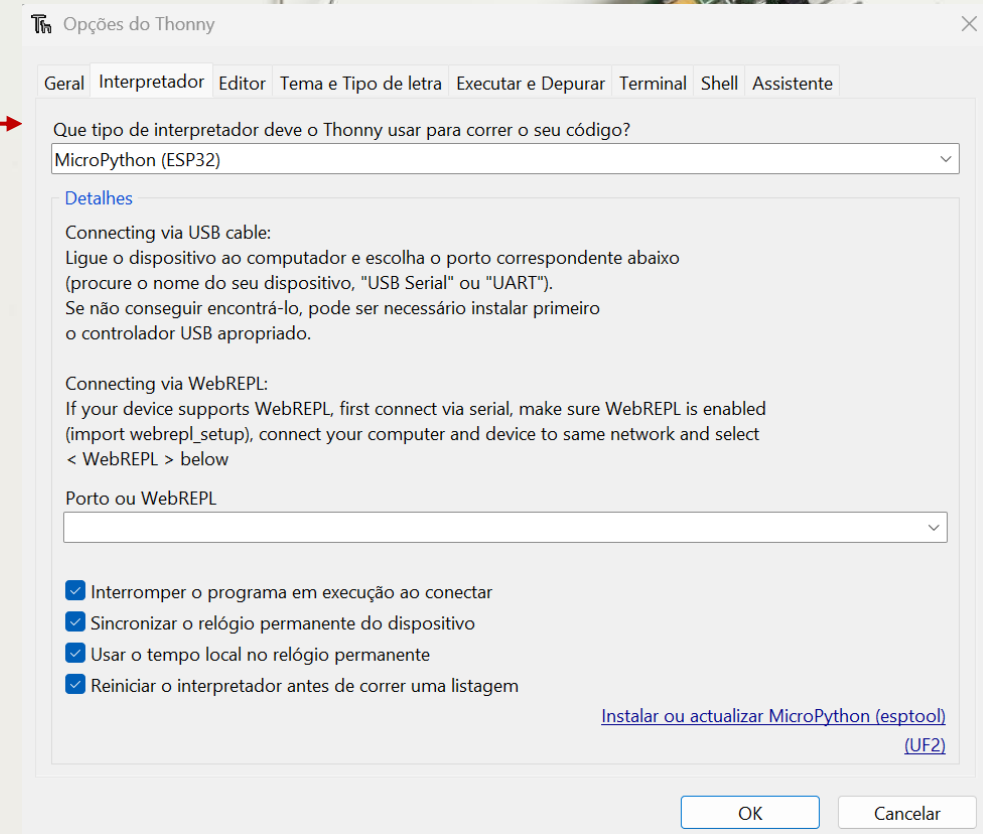 Th Opções do Thonny
Geral Interpretador Editor Tema e Tipo de letra Executar e Depurar Terminal Shell Assistente
Que tipo de interpretador deve o Thonny usar para correr o seu código?
MicroPython (ESP32)
Detalhes
Connecting via USB cable:
Ligue o dispositivo ao computador e escolha o porto correspondente abaixo
(procure o nome do seu dispositivo, "USB Serial" ou "UART").
Se não conseguir encontrá-lo, pode ser necessário instalar primeiro
o controlador USB apropriado.
Connecting via WebREPL:
If your device supports WebREPL, first connect via serial, make sure WebREPL is enabled
(import webrepl_setup), connect your computer and device to same network and select
< WebREPL > below
Porto ou WebREPL
Interromper o programa em execução ao conectar
Sincronizar o relógio permanente do dispositivo
Usar o tempo local no relógio permanente
Reiniciar o interpretador antes de correr uma listagem
Instalar ou actualizar MicroPython (esptool)
(UF2)
OK Cancelar